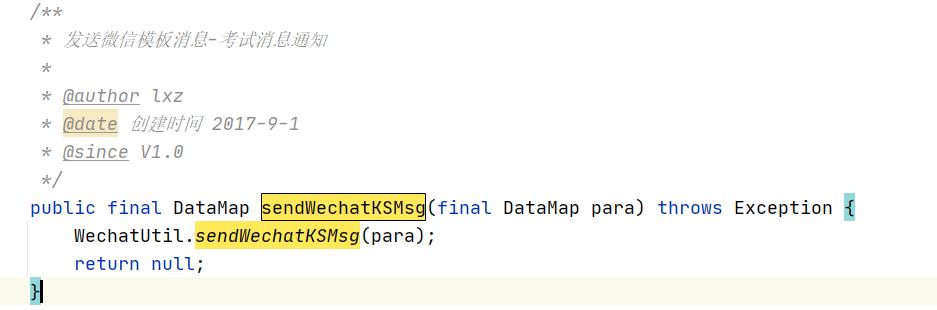 /**
 * 发送微信模板消息-考试消息通知
 *
 * @author lxz
 * @date 创建时间 2017-9-1
 * @since V1.0
 */
public final DataMap sendWechatKSMsg(final DataMap para) throws Exception {
    WechatUtil.sendWechatKSMsg(para);
    return null;
}